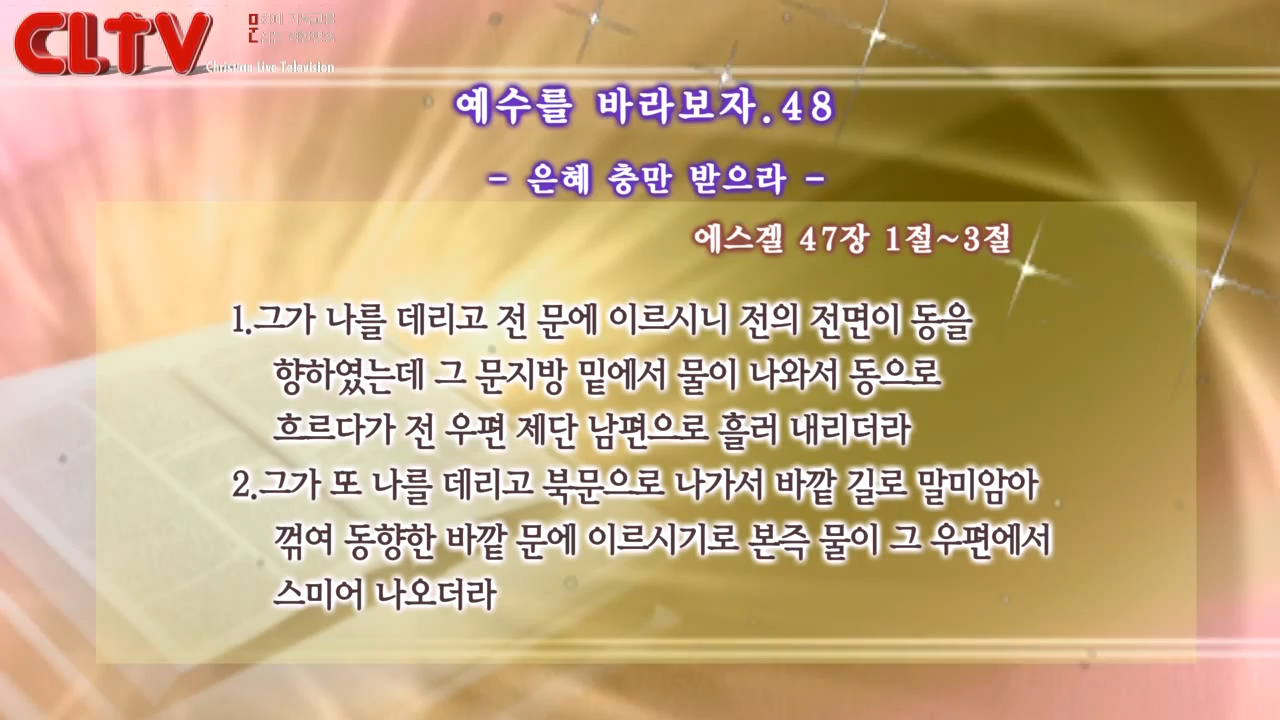 CLTV
Christian Live Television
예수를 바라보자.48
- 은혜 충만 받으라 -
에스겔 47장 1절~3절
1.그가 나를 데리고 전 문에 이르시니 전의 전면이 동을
향하였는데 그 문지방 밑에서 물이 나와서 동으로
흐르다가 전 우편 제단 남편으로 흘러 내리더라
2.그가 또 나를 데리고 북문으로 나가서 바깥 길로 말미암아
꺾여 동향한 바깥 문에 이르시기로 본즉 물이 그 우편에서
스미어 나오더라